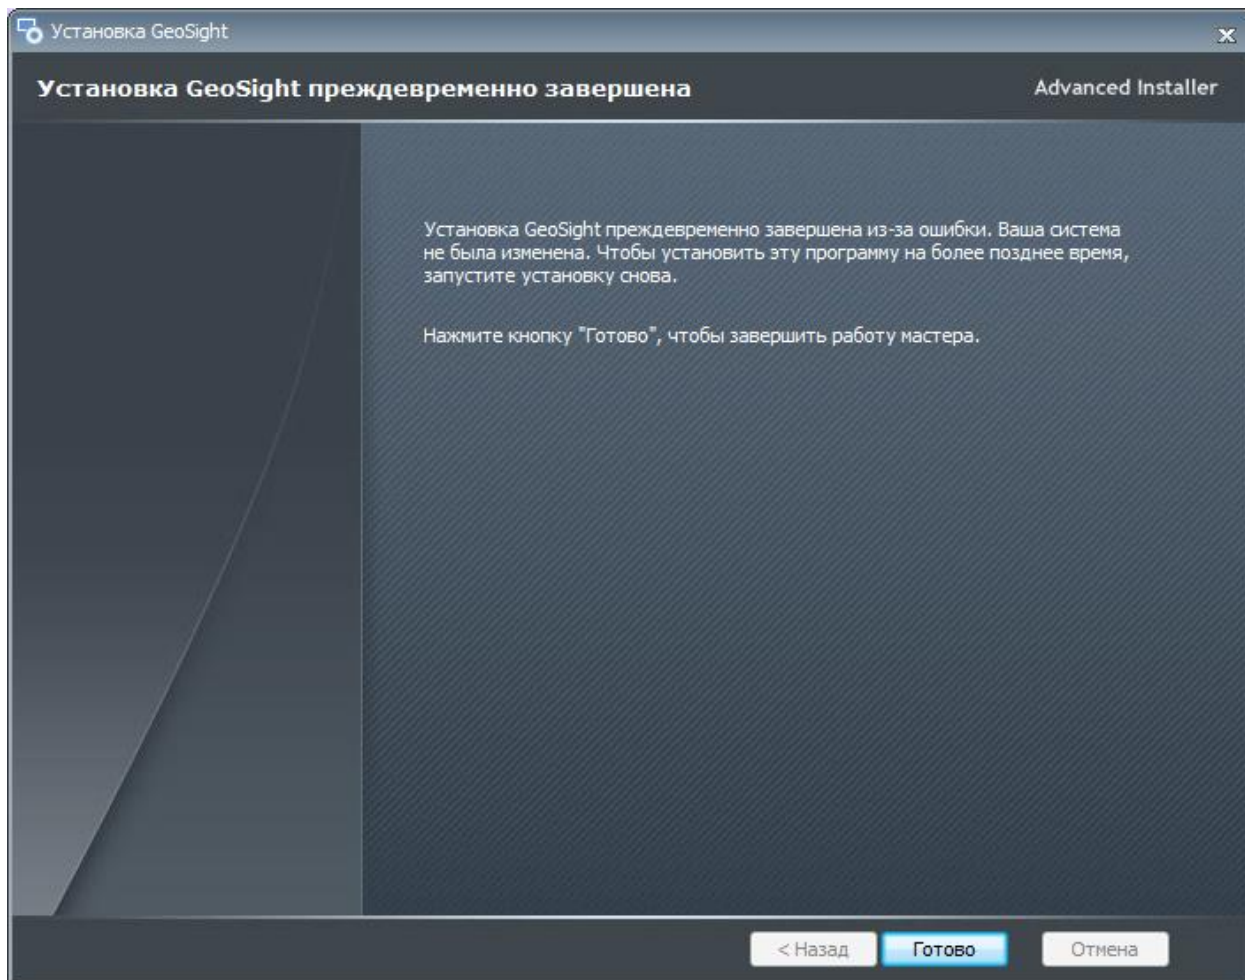 Установка GeoSight
Установка GeoSight преждевременно завершена
Advanced Installer
Установка GeoSight преждевременно завершена из-за ошибки. Ваша система
не была изменена. Чтобы установить эту программу на более позднее время,
запустите установку снова.
Нажмите кнопку "Готово", чтобы завершить работу мастера.
< Назад
Готово
Отмена